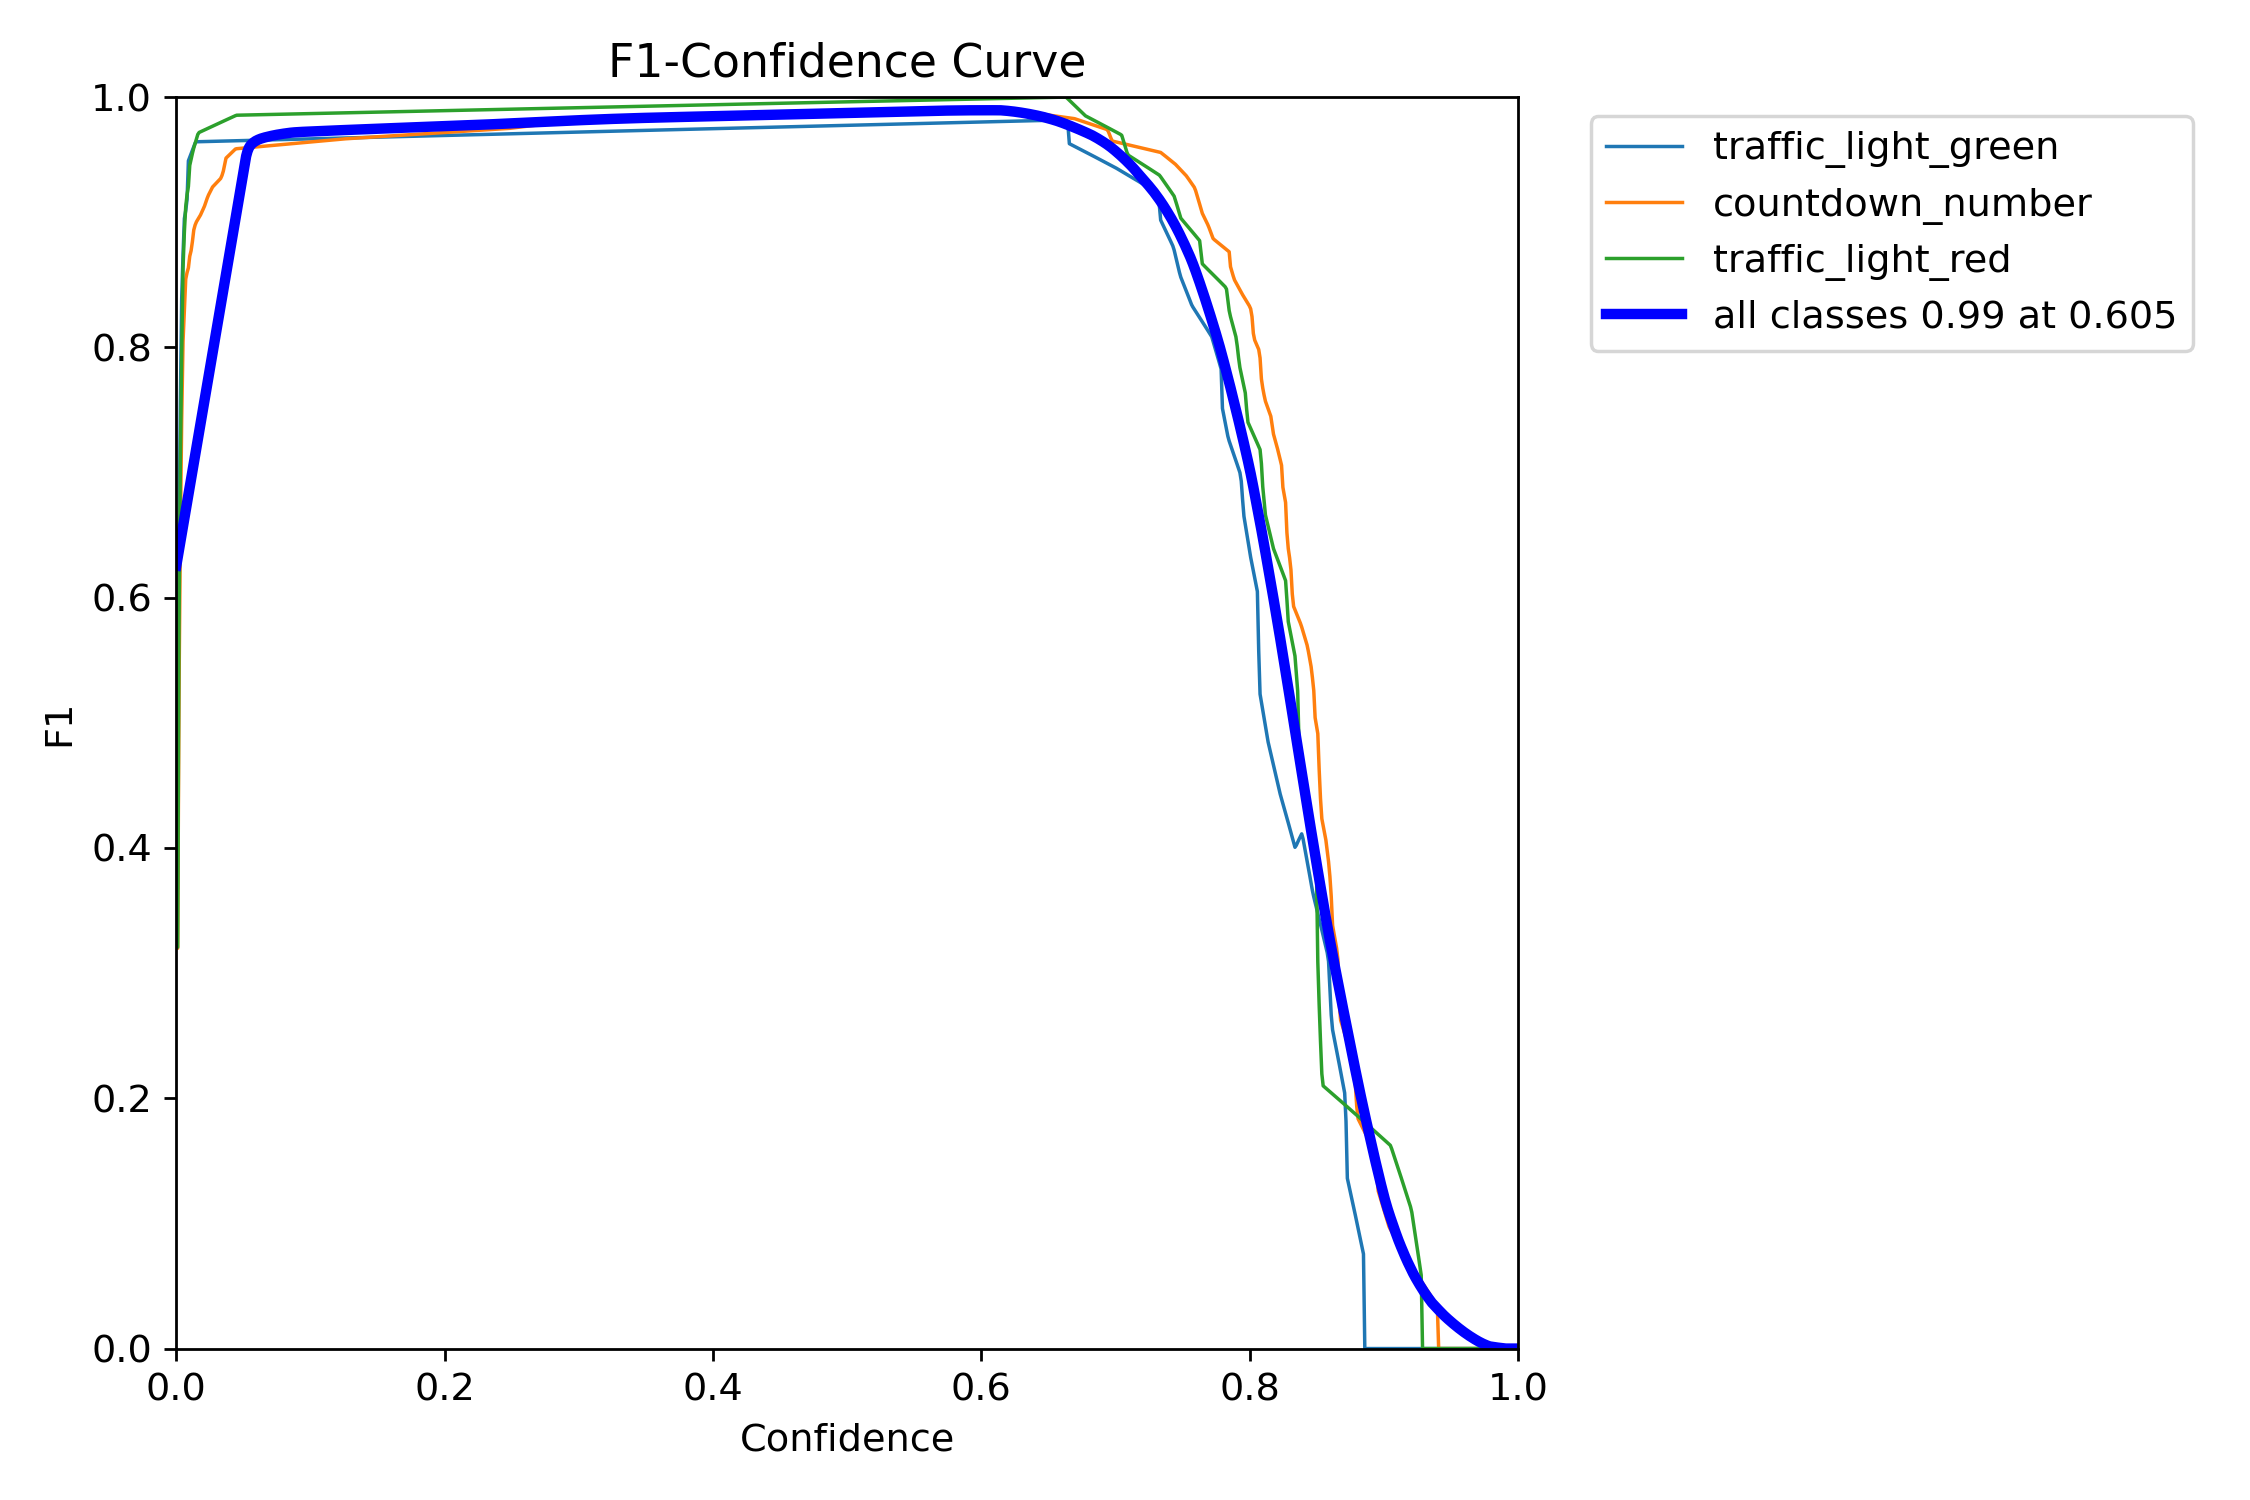 F1-Confidence Curve
1.0
0.8
0.6
0.4
0.2
0.0
F1
0.0 0.2 0.4 0.6 0.8 1.0
Confidence
traffic_light_green
countdown_number
traffic_light_red
all classes 0.99 at 0.605